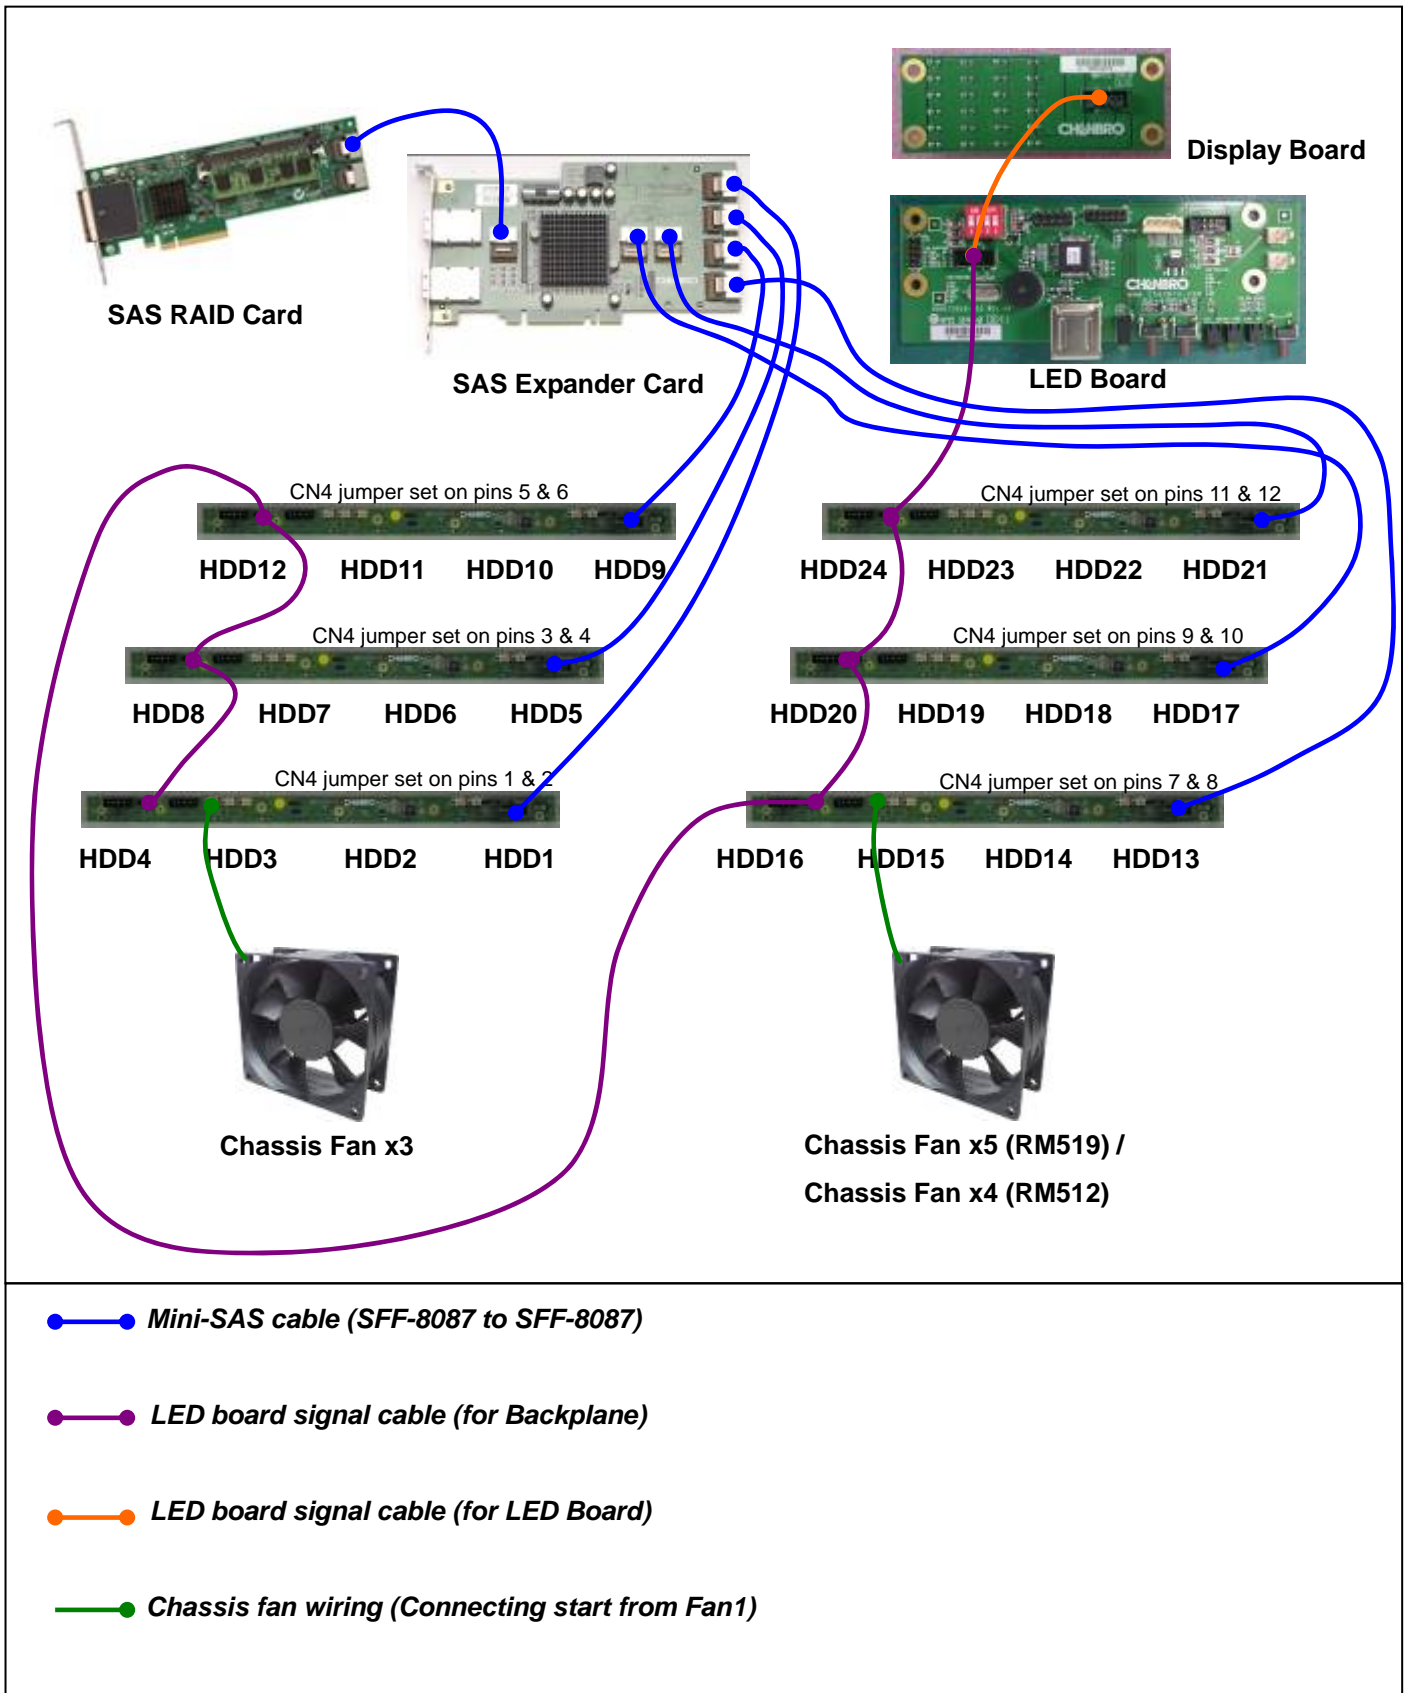 CHENBRO
Display Board
SAS RAID Card
SAS Expander Card
CHENBRO
LED Board
CN4 jumper set on pins 5 & 6
CN4 jumper set on pins 11 & 12
HDD12 HDD11 HDD10 HDD9
HDD24 HDD23 HDD22 HDD21
CN4 jumper set on pins 3 & 4
CN4 jumper set on pins 9 & 10
HDD8 HDD7 HDD6 HDD5
HDD20 HDD19 HDD18 HDD17
CN4 jumper set on pins 1 & 2
CN4 jumper set on pins 7 & 8
HDD4 HDD3 HDD2 HDD1
HDD16 HDD15 HDD14 HDD13
Chassis Fan x3
Chassis Fan x5 (RM519) /
Chassis Fan x4 (RM512)
Mini-SAS cable (SFF-8087 to SFF-8087)
LED board signal cable (for Backplane)
LED board signal cable (for LED Board)
Chassis fan wiring (Connecting start from Fan1)